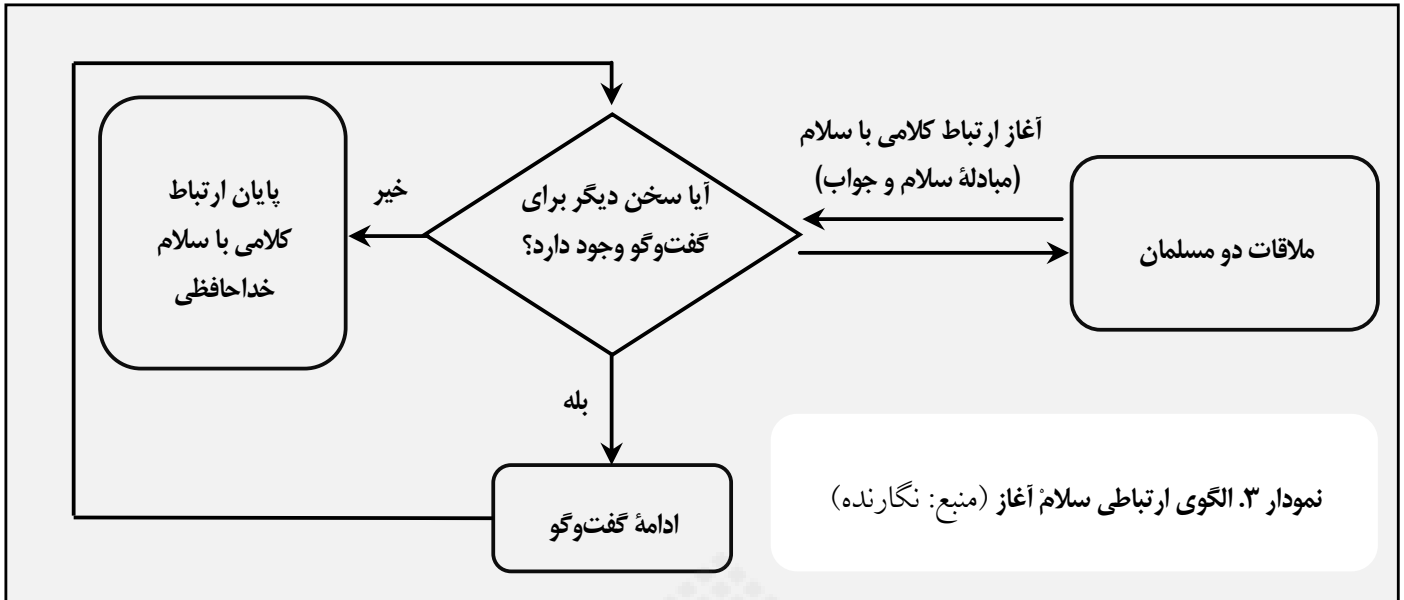 آغاز ارتباط کلامی با سلام
(مبادلهٔ سلام و جواب)
ملاقات دو مسلمان
آیا سخن دیگر برای
گفت‌وگو وجود دارد؟
خیر
پایان ارتباط
کلامی با سلام
خداحافظی
بله
ادامهٔ گفت‌وگو
نمودار ۳. الگوی ارتباطی سلامْ آغاز (منبع: نگارنده)